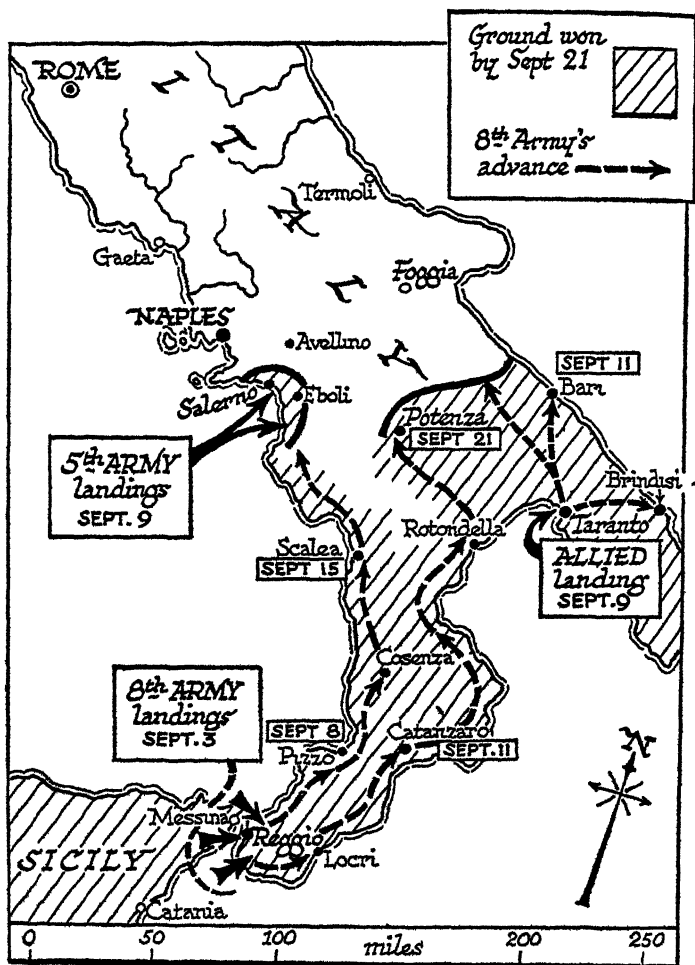 Ground won
by Sept 21
8th Army's
advance
ROME
ITALY
Termoli
Gaeta
Foggia
NAPLES
Avellino
SEPT 11
Bari
Salerno
Eboli
Potenza
SEPT 21
5th ARMY
landings
SEPT. 9
Brindisi
Rotondella
Taranto
Scalea
SEPT 15
ALLIED
landing
SEPT. 9
Cosenza
8th ARMY
landings
SEPT. 3
SEPT 8
Pizzo
Catanzaro
SEPT. 11
N
Messina
Reggio
SICILY
Locri
Catania
0 50 100 miles 200 250